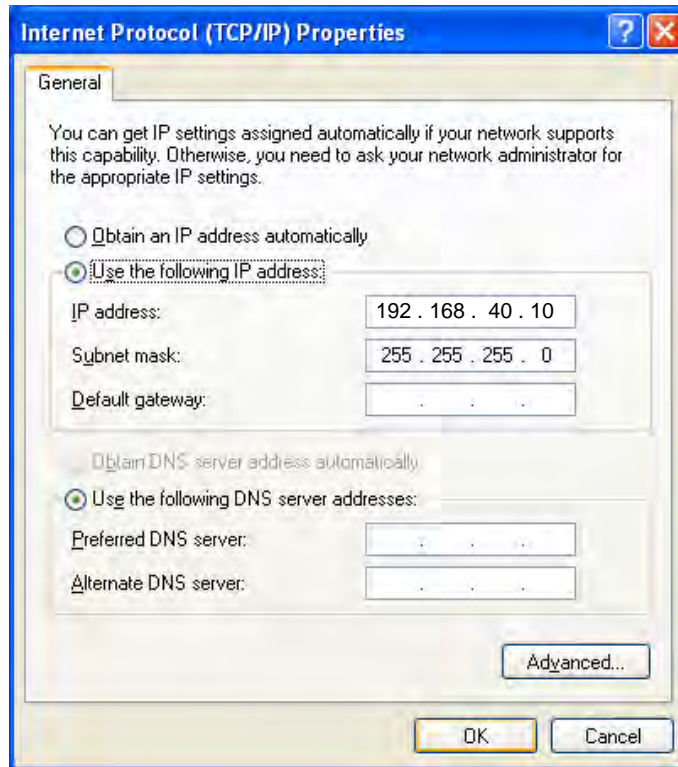 Internet Protocol (TCP/IP) Properties
General
You can get IP settings assigned automatically if your network supports
this capability. Otherwise, you need to ask your network administrator for
the appropriate IP settings.
Obtain an IP address automatically
Use the following IP address:
IP address: 192 . 168 . 40 . 10
Subnet mask: 255 . 255 . 255 . 0
Default gateway: . . .
Obtain DNS server address automatically
Use the following DNS server addresses:
Preferred DNS server: . . .
Alternate DNS server: . . .
Advanced...
OK Cancel